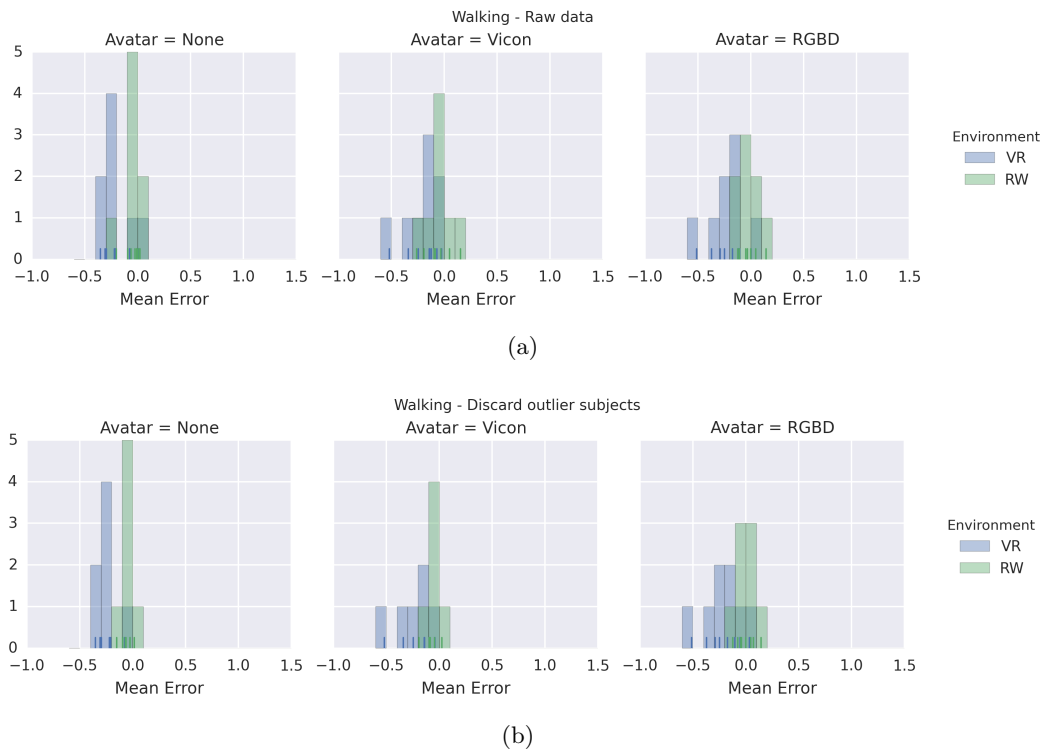 Walking - Raw data
Avatar = None Avatar = Vicon Avatar = RGBD
5
4
3
2
1
0
−1.0 −0.5 0.0 0.5 1.0 1.5 −1.0 −0.5 0.0 0.5 1.0 1.5 −1.0 −0.5 0.0 0.5 1.0 1.5
Mean Error Mean Error Mean Error
Environment
VR
RW
(a)
Walking - Discard outlier subjects
Avatar = None Avatar = Vicon Avatar = RGBD
5
4
3
2
1
0
−1.0 −0.5 0.0 0.5 1.0 1.5 −1.0 −0.5 0.0 0.5 1.0 1.5 −1.0 −0.5 0.0 0.5 1.0 1.5
Mean Error Mean Error Mean Error
Environment
VR
RW
(b)